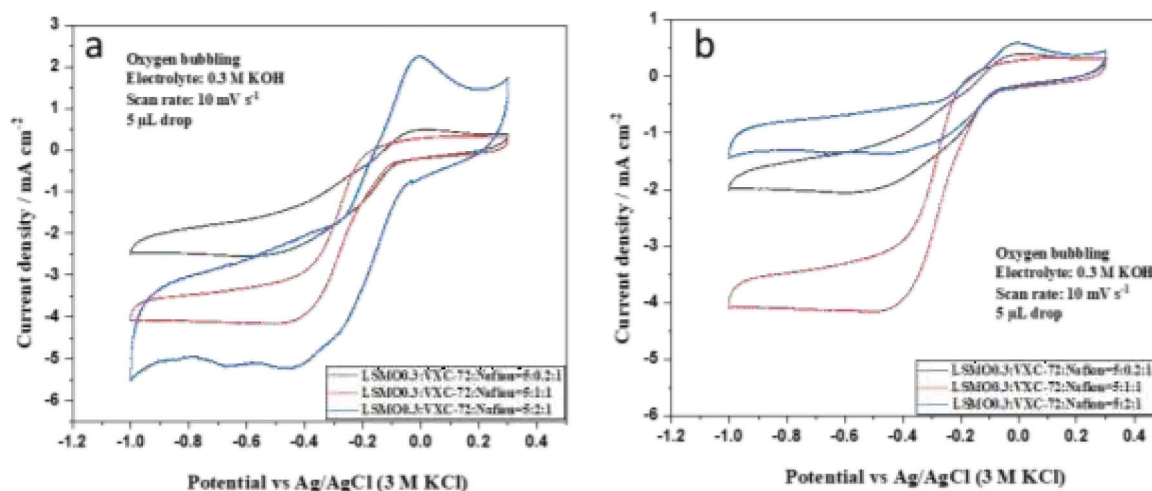 a
Oxygen bubbling
Electrolyte: 0.3 M KOH
Scan rate: 10 mV s-1
5 µL drop
3
2
1
0
-1
-2
-3
-4
-5
-6
Current density / mA cm-2
LSMO0.3:VXC-72:Nafion=5:0.2:1
LSMO0.3:VXC-72:Nafion=5:1:1
LSMO0.3:VXC-72:Nafion=5:2:1
-1.2 -1.0 -0.8 -0.6 -0.4 -0.2 0.0 0.2 0.4
Potential vs Ag/AgCl (3 M KCl)
b
1
0
-1
-2
-3
-4
-5
-6
Current density / mA cm-2
Oxygen bubbling
Electrolyte: 0.3 M KOH
Scan rate: 10 mV s-1
5 µL drop
LSMO0.3:VXC-72:Nafion=5:0.2:1
LSMO0.3:VXC-72:Nafion=5:1:1
LSMO0.3:VXC-72:Nafion=5:2:1
-1.2 -1.0 -0.8 -0.6 -0.4 -0.2 0.0 0.2 0.4
Potential vs Ag/AgCl (3 M KCl)